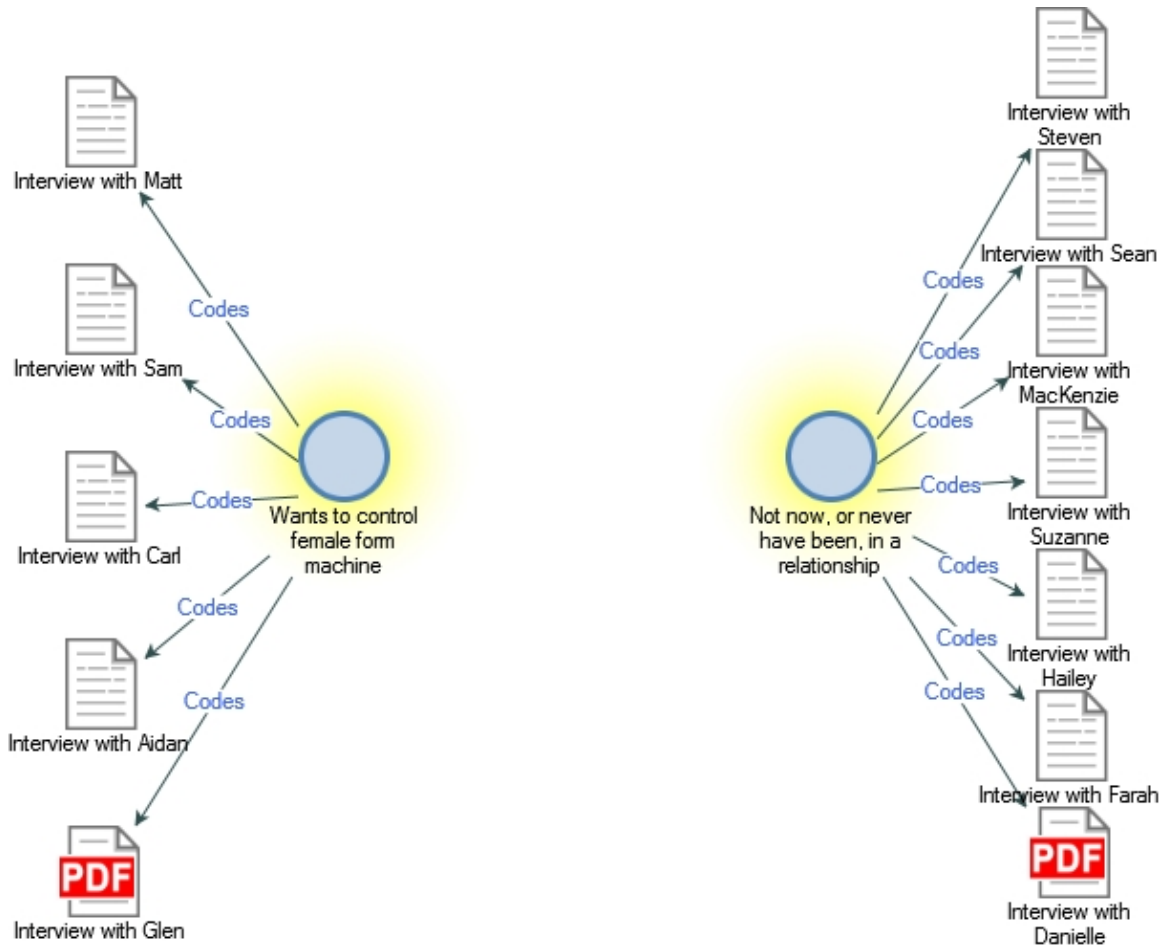 Interview with Matt
Codes
Interview with Sam
Codes
Interview with Carl
Codes
Interview with Aidan
Codes
PDF
Interview with Glen
Codes
Wants to control
female form
machine
Not now, or never
have been, in a
relationship
Interview with
Steven
Codes
Interview with Sean
Codes
Interview with
MacKenzie
Codes
Interview with
Suzanne
Codes
Interview with
Hailey
Codes
Interview with Farah
Codes
PDF
Interview with
Danielle
Codes